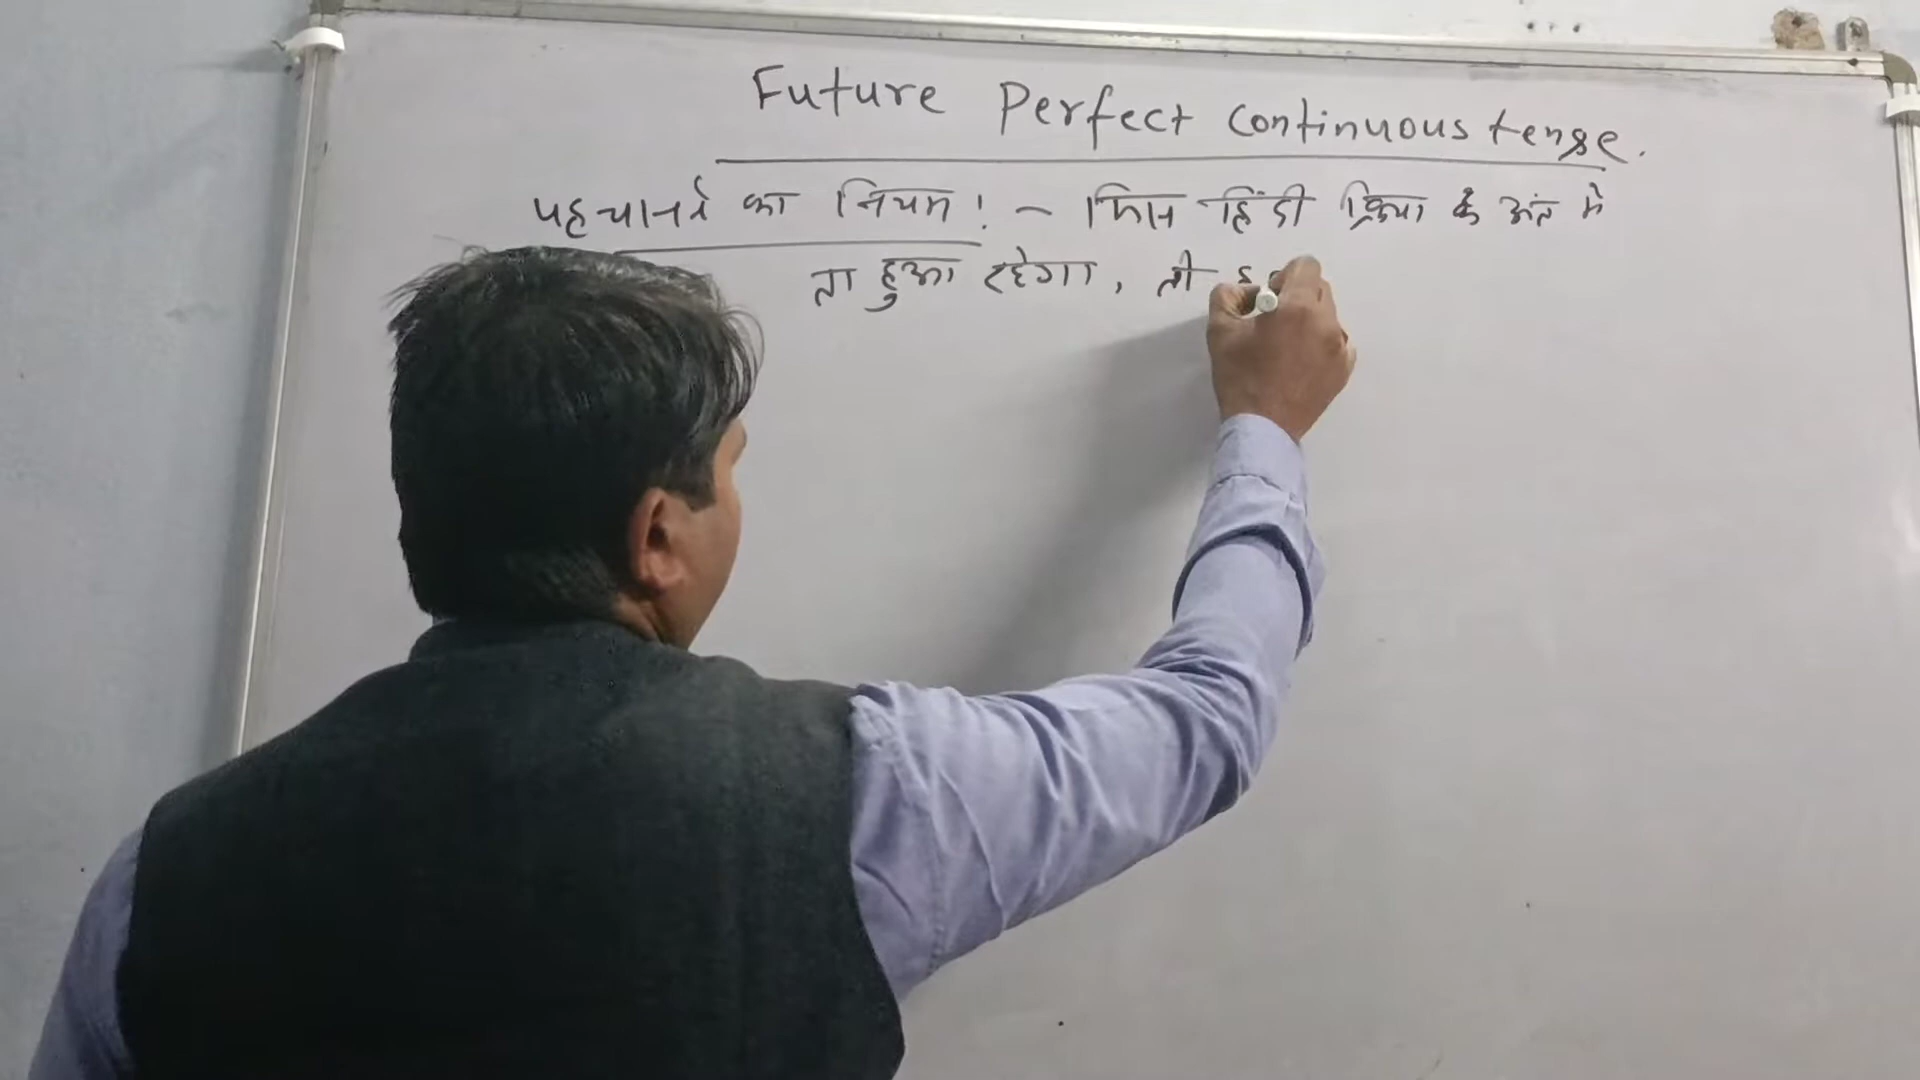 Future Perfect Continuous tense.
पहचानने का नियम :- जिस हिंदी क्रिया के अंत में
ता हुआ रहेगा, तो